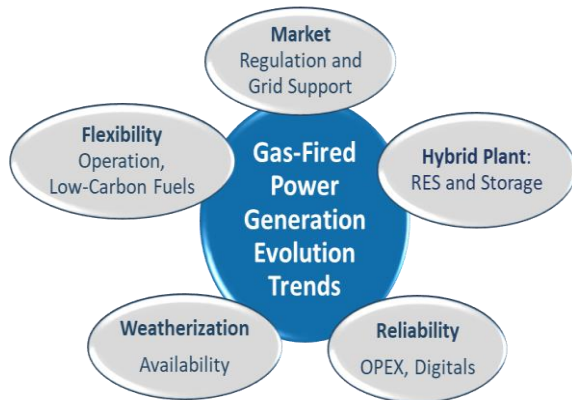 Market
Regulation and
Grid Support
Flexibility
Operation,
Low-Carbon Fuels
Gas-Fired
Power
Generation
Evolution
Trends
Hybrid Plant:
RES and Storage
Weatherization
Availability
Reliability
OPEX, Digitals